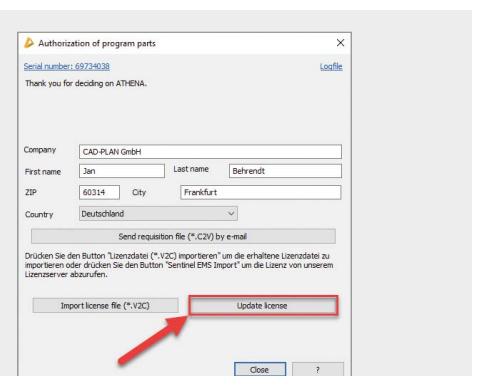 Authorization of program parts
Serial number: 69734038 Logfile
Thank you for deciding on ATHENA.
Company CAD-PLAN GmbH
First name Jan Last name Behrendt
ZIP 60314 City Frankfurt
Country Deutschland
Send requisition file (*.C2V) by e-mail
Drücken Sie den Button "Lizenzdatei (*.V2C) importieren" um die erhaltene Lizenzdatei zu
importieren oder drücken Sie den Button "Sentinel EMS Import" um die Lizenz von unserem
Lizenzserver abzurufen.
Import license file (*.V2C) Update license
Close ?